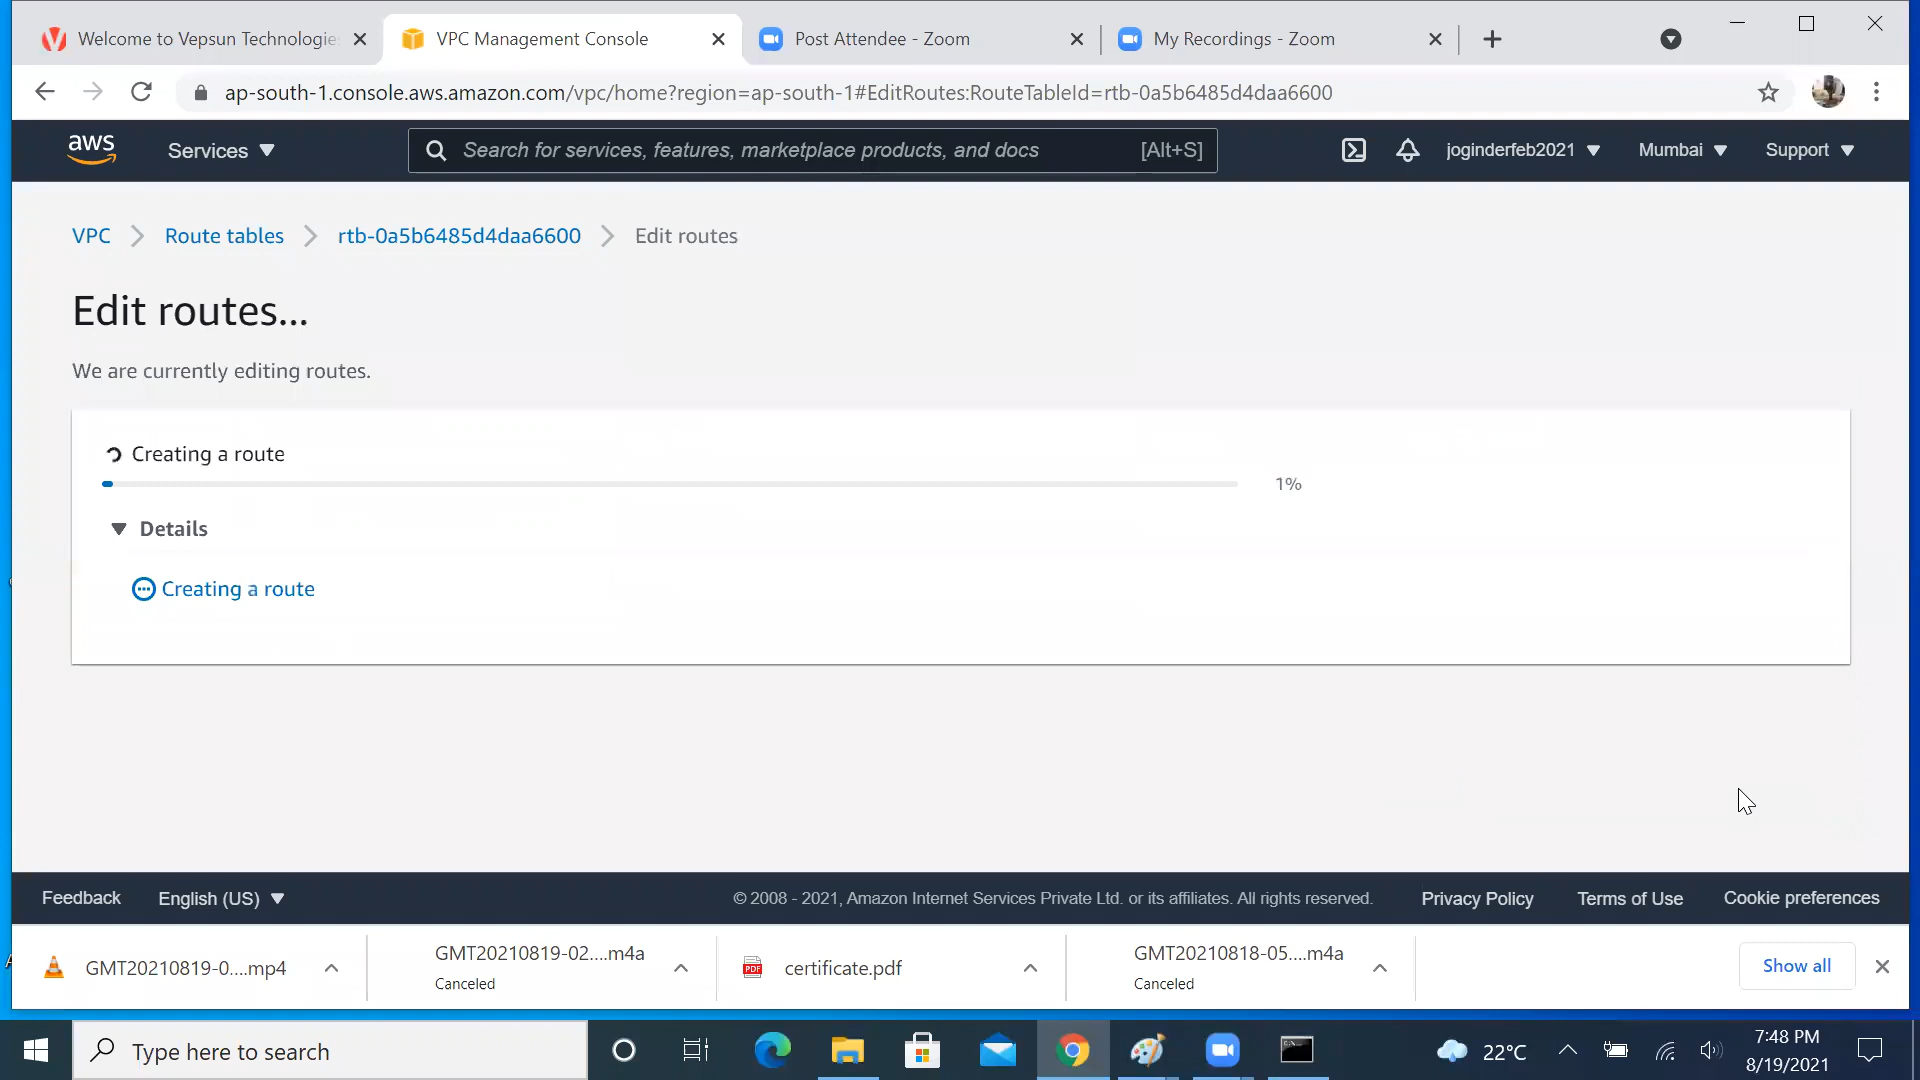 Welcome to Vepsun Technologie
VPC Management Console
Post Attendee - Zoom
My Recordings - Zoom
ap-south-1.console.aws.amazon.com/vpc/home?region=ap-south-1#EditRoutes:RouteTableId=rtb-0a5b6485d4daa6600
aws
Services
Search for services, features, marketplace products, and docs
[Alt+S]
joginderfeb2021
Mumbai
Support
VPC
Route tables
rtb-0a5b6485d4daa6600
Edit routes
Edit routes...
We are currently editing routes.
Creating a route
1%
Details
Creating a route
Feedback
English (US)
© 2008 - 2021, Amazon Internet Services Private Ltd. or its affiliates. All rights reserved.
Privacy Policy
Terms of Use
Cookie preferences
GMT20210819-0....mp4
GMT20210819-02....m4a
Canceled
PDF
certificate.pdf
GMT20210818-05....m4a
Canceled
Show all
Type here to search
22°C
7:48 PM
8/19/2021